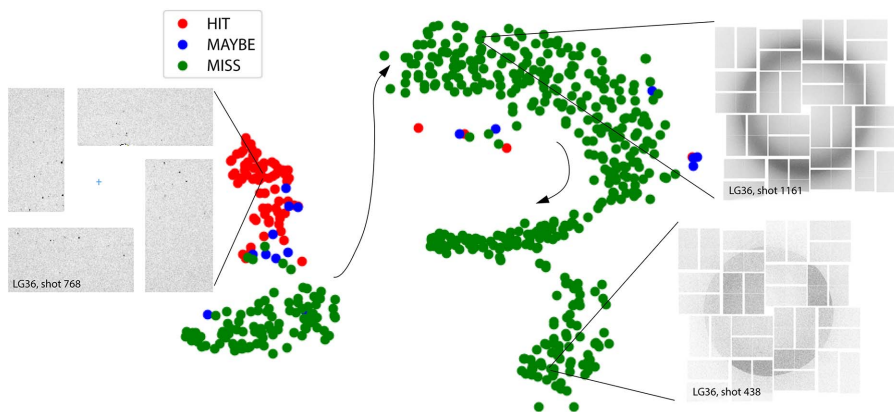 HIT
MAYBE
MISS
LG36, shot 768
LG36, shot 1161
LG36, shot 438